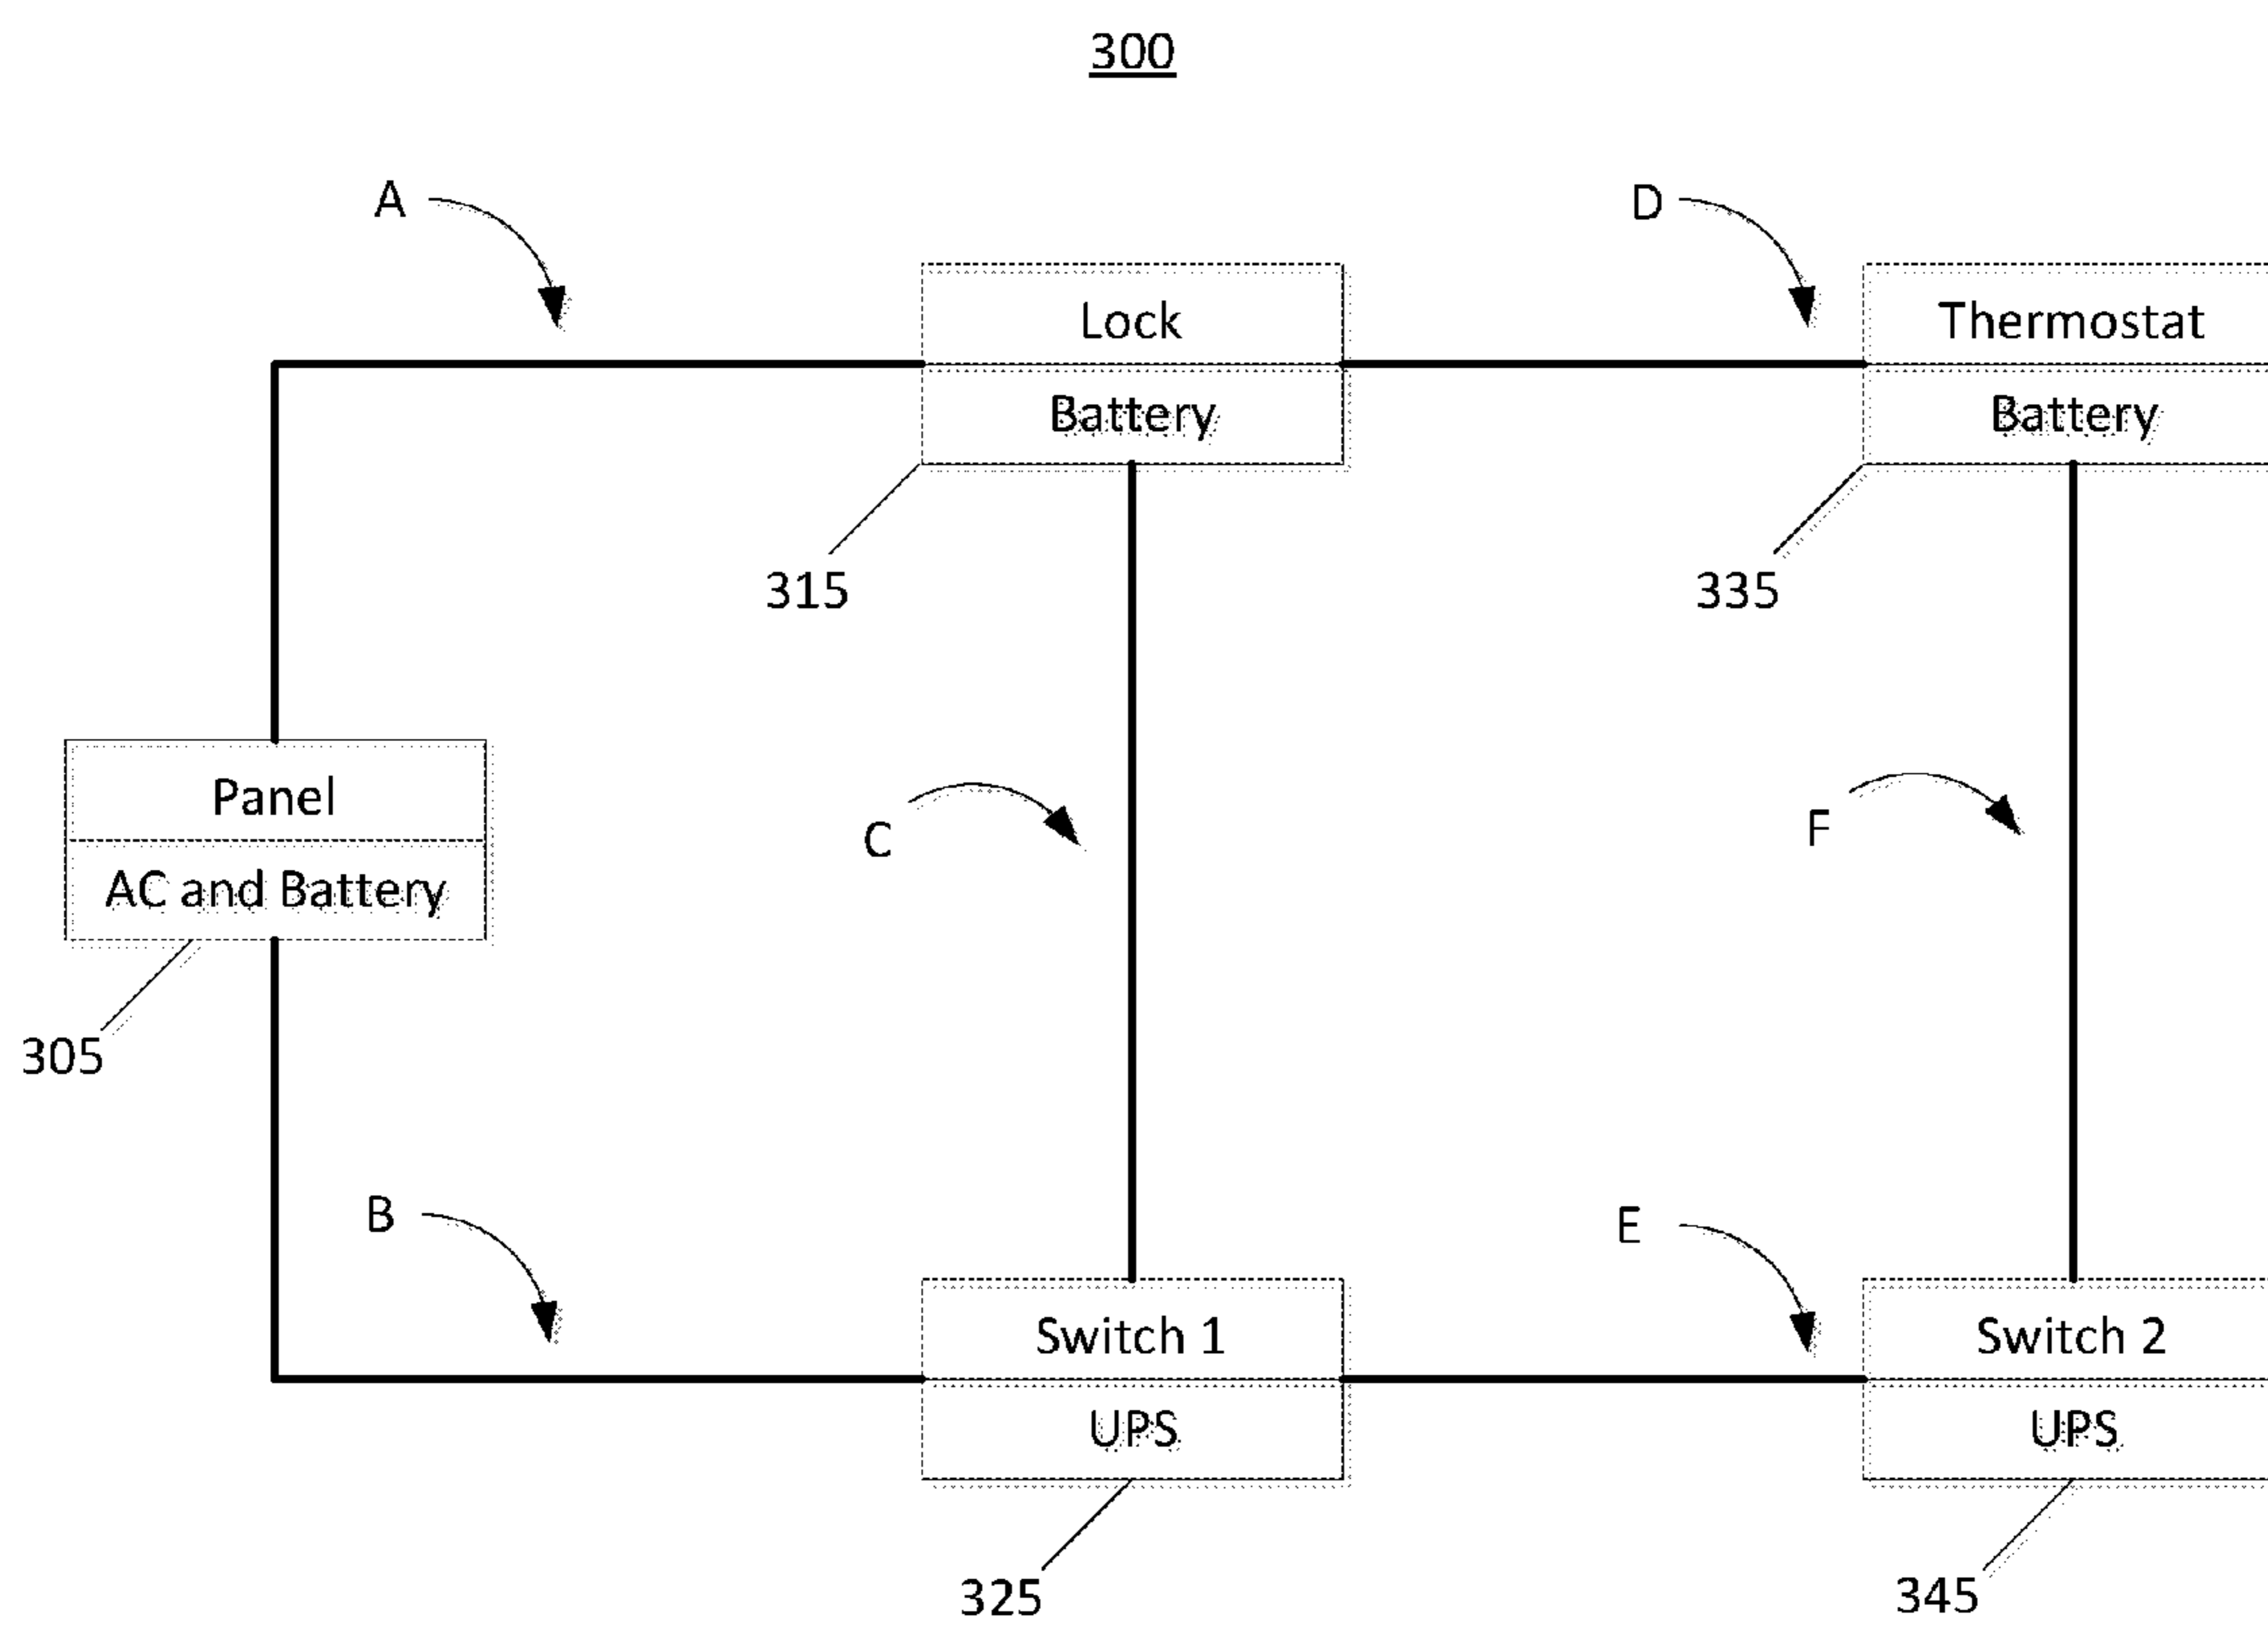 300
A
D
Lock
Battery
Thermostat
Battery
315
335
Panel
AC and Battery
C
F
305
B
E
Switch 1
UPS
Switch 2
UPS
325
345